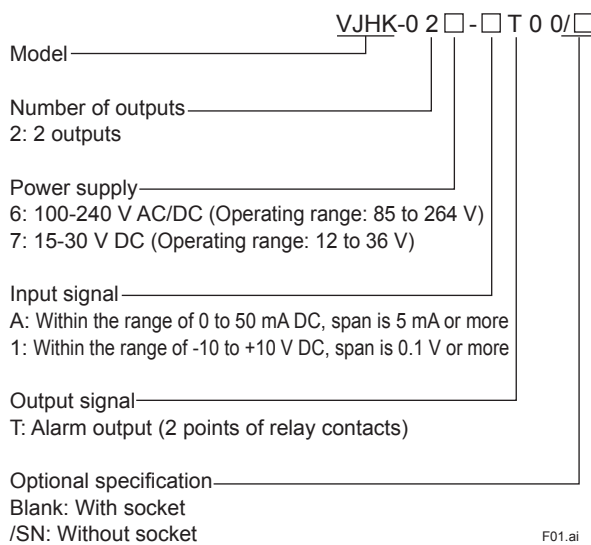 VJHK-0 2 □ - □ T 0 0/□
Model
Number of outputs
2: 2 outputs
Power supply
6: 100-240 V AC/DC (Operating range: 85 to 264 V)
7: 15-30 V DC (Operating range: 12 to 36 V)
Input signal
A: Within the range of 0 to 50 mA DC, span is 5 mA or more
1: Within the range of -10 to +10 V DC, span is 0.1 V or more
Output signal
T: Alarm output (2 points of relay contacts)
Optional specification
Blank: With socket
/SN: Without socket
F01.ai